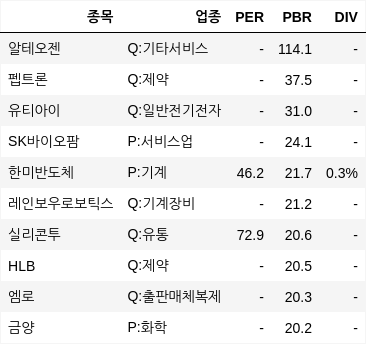 종목 업종 PER PBR DIV
알테오젠 Q:기타서비스 - 114.1 -
펩트론 Q:제약 - 37.5 -
유티아이 Q:일반전기전자 - 31.0 -
SK바이오팜 P:서비스업 - 24.1 -
한미반도체 P:기계 46.2 21.7 0.3%
레인보우로보틱스 Q:기계장비 - 21.2 -
실리콘투 Q:유통 72.9 20.6 -
HLB Q:제약 - 20.5 -
엠로 Q:출판매체복제 - 20.3 -
금양 P:화학 - 20.2 -